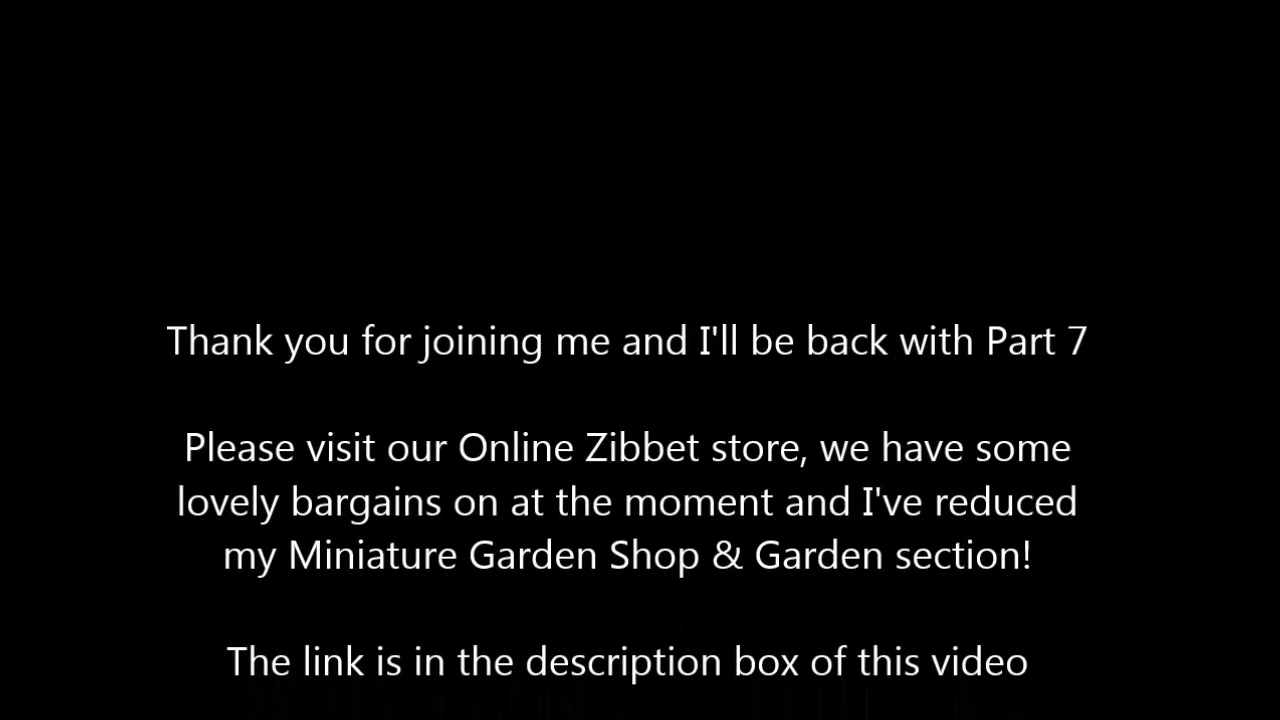 Thank you for joining me and I'll be back with Part 7
Please visit our Online Zibbet store, we have some
lovely bargains on at the moment and I've reduced
my Miniature Garden Shop & Garden section!
The link is in the description box of this video